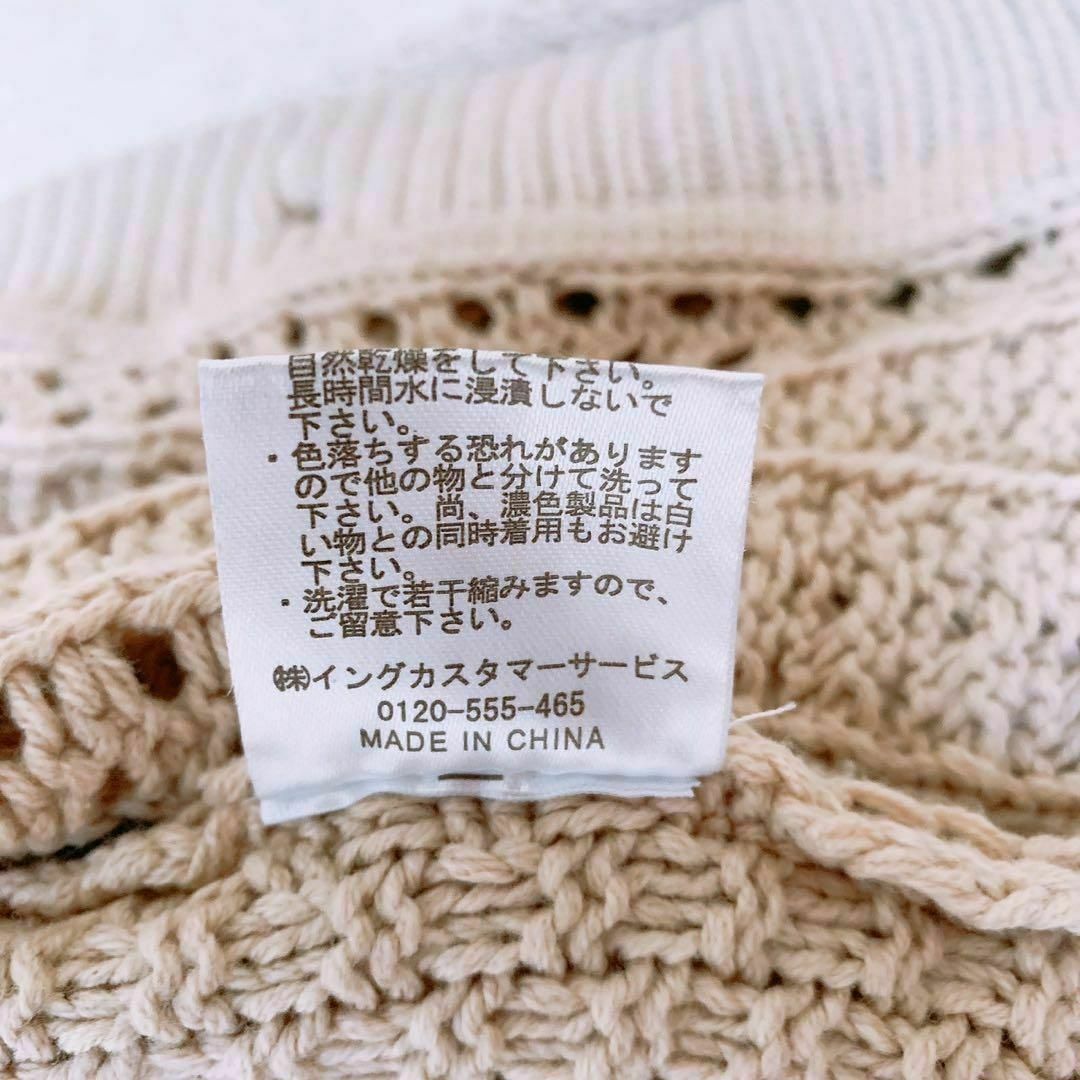 自然乾燥をして下さい。
長時間水に浸漬しないで
下さい。
・色落ちする恐れがあります
ので他の物と分けて洗って
下さい。尚、濃色製品は白
い物との同時着用もお避け
下さい。
・洗濯で若干縮みますので、
ご留意下さい。
㈱イングカスタマーサービス
0120-555-465
MADE IN CHINA